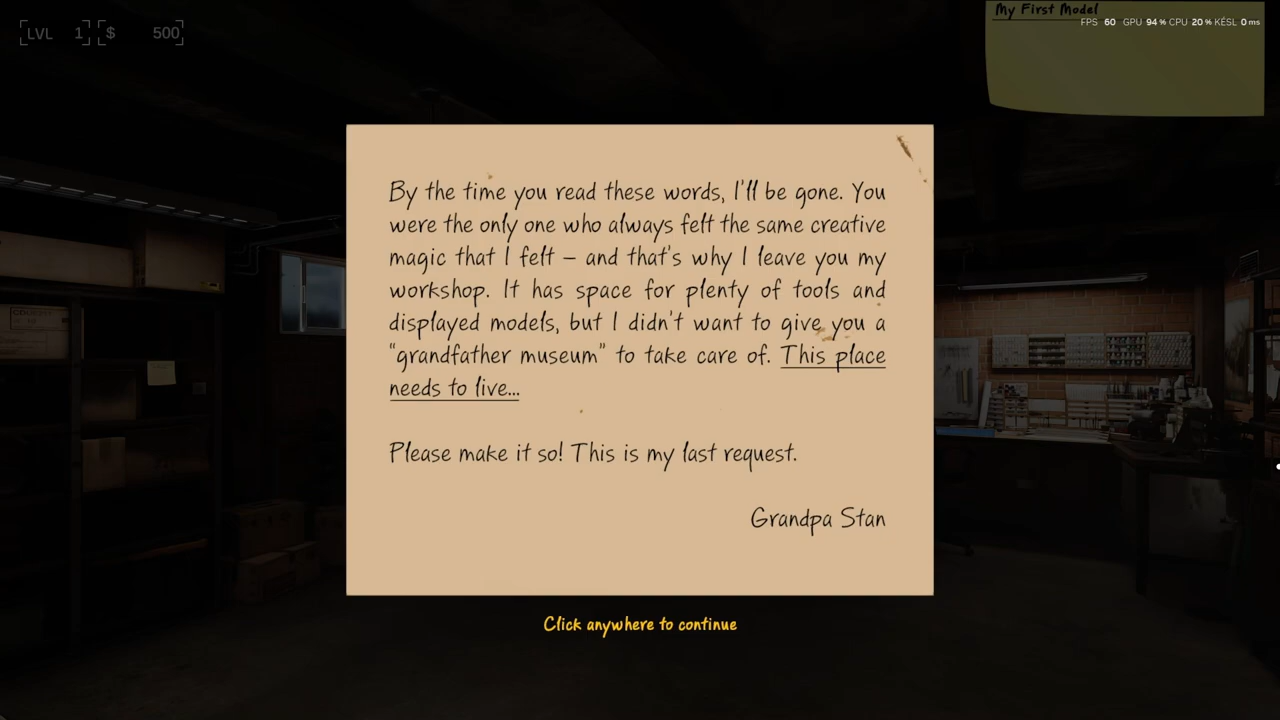 LVL 1 $ 500
My First Model
FPS 60 GPU 94 % CPU 20 % KÉSL 0 ms
By the time you read these words, I'll be gone. You
were the only one who always felt the same creative
magic that I felt – and that's why I leave you my
workshop. It has space for plenty of tools and
displayed models, but I didn't want to give you a
"grandfather museum" to take care of. This place
needs to live...
Please make it so! This is my last request.
Grandpa Stan
Click anywhere to continue